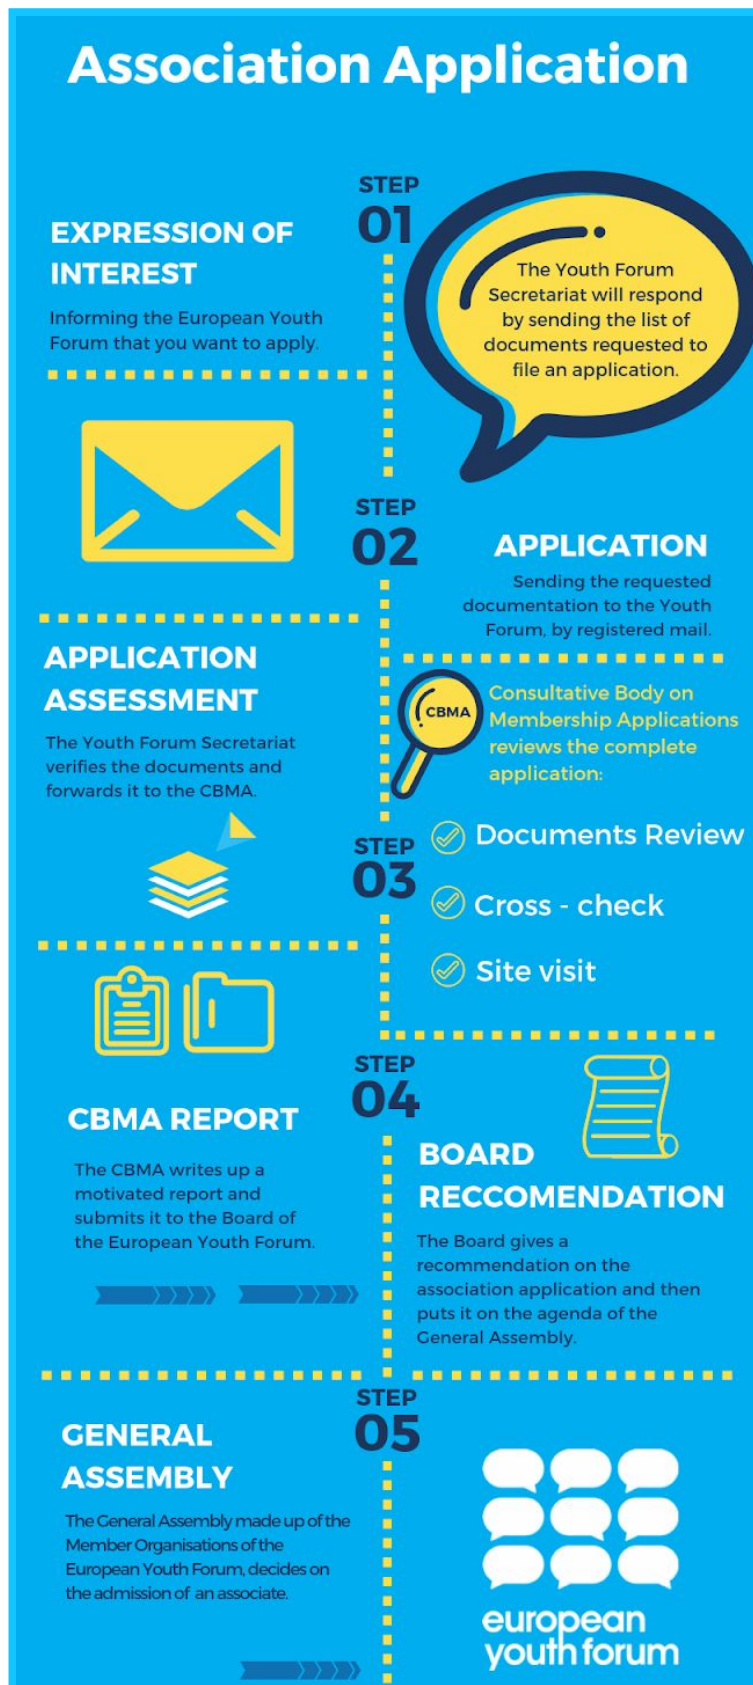 Association Application
STEP
01
EXPRESSION OF
INTEREST
Informing the European Youth
Forum that you want to apply.
The Youth Forum
Secretariat will respond
by sending the list of
documents requested to
file an application.
STEP
02
APPLICATION
Sending the requested
documentation to the Youth
Forum, by registered mail.
APPLICATION
ASSESSMENT
The Youth Forum Secretariat
verifies the documents and
forwards it to the CBMA.
CBMA
Consultative Body on
Membership Applications
reviews the complete
application:
STEP
03
Documents Review
Cross - check
Site visit
STEP
04
CBMA REPORT
The CBMA writes up a
motivated report and
submits it to the Board of
the European Youth Forum.
BOARD
RECCOMENDATION
The Board gives a
recommendation on the
association application and then
puts it on the agenda of the
General Assembly.
STEP
05
GENERAL
ASSEMBLY
The General Assembly made up of the
Member Organisations of the
European Youth Forum, decides on
the admission of an associate.
european
youth forum